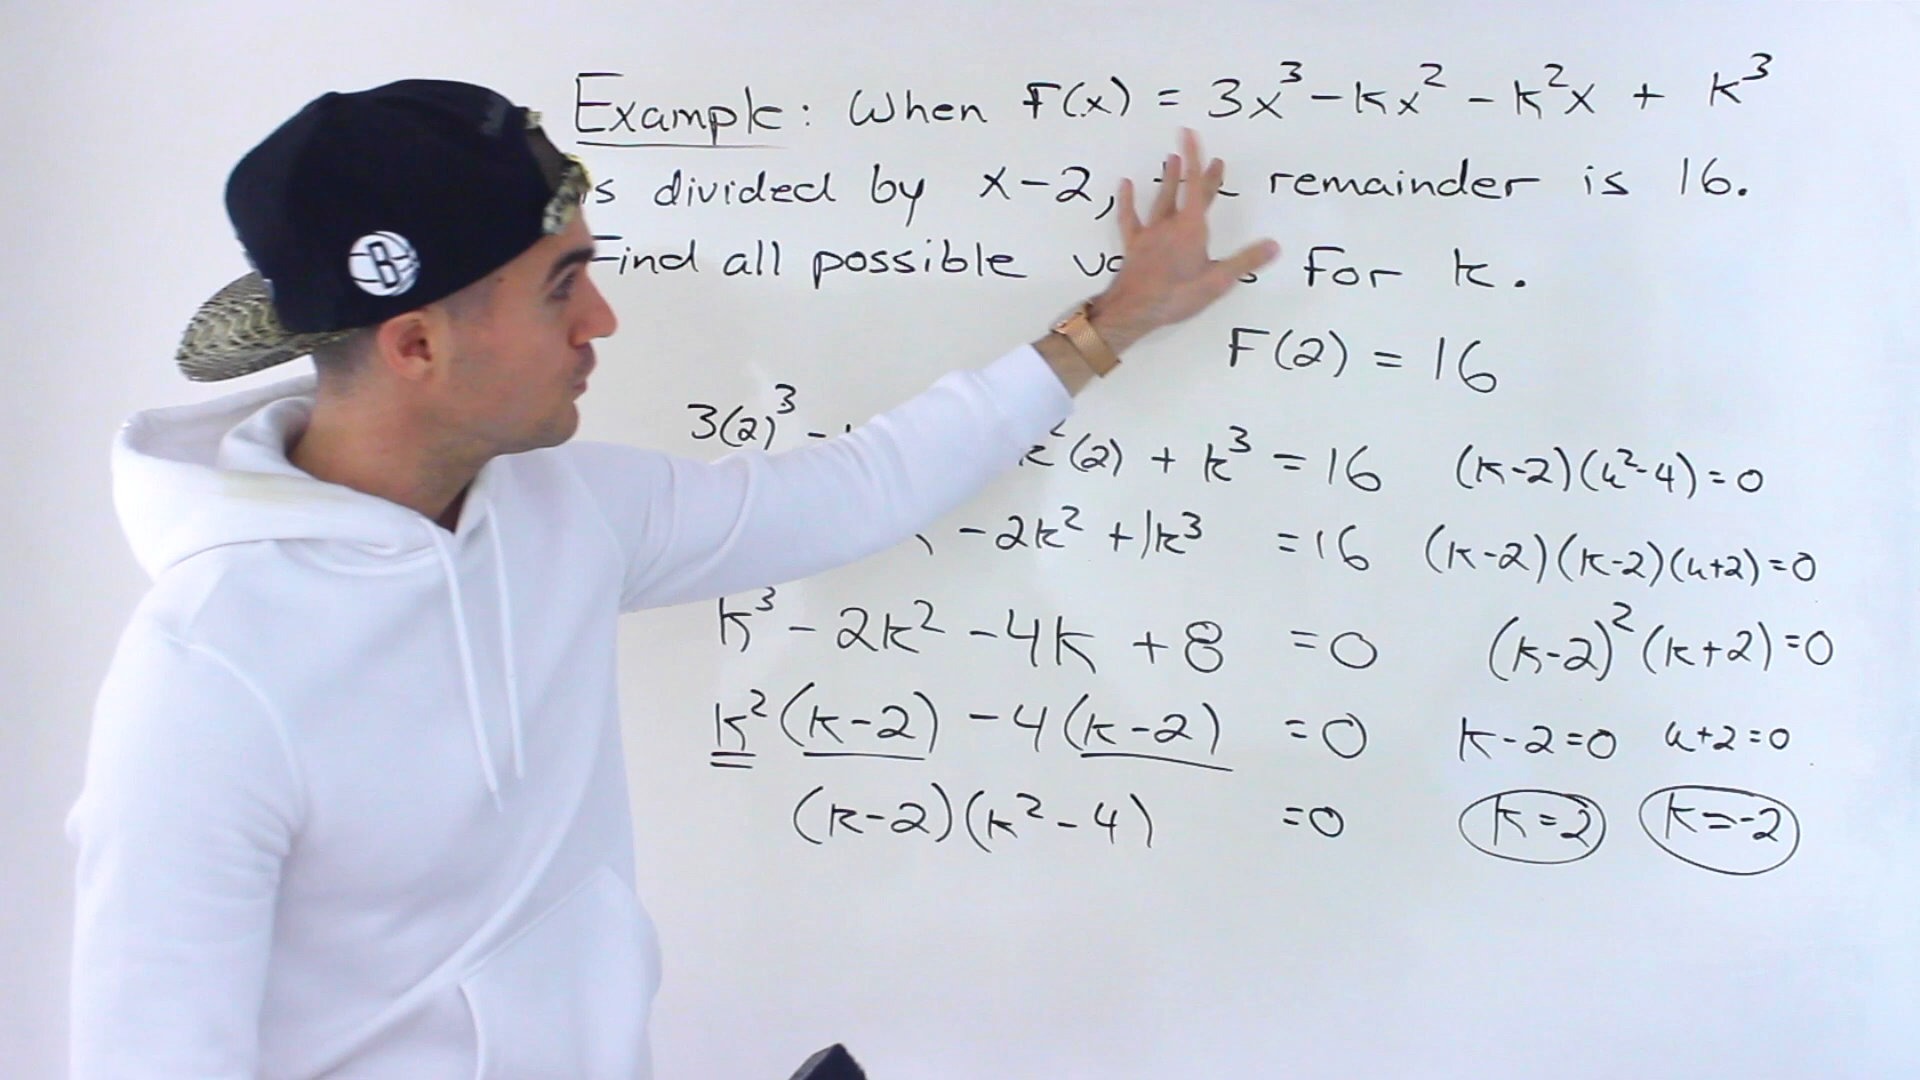 Example: When F(x) = 3x³ - kx² - k²x + k³
is divided by x-2, remainder is 16.
Find all possible for k.
F(2) = 16
3(2)³ - k²(2) + k³ = 16
- 2k² + 1k³ = 16
k³ - 2k² - 4k + 8 = 0
k²(k-2) - 4(k-2) = 0
(k-2)(k²-4) = 0
(k-2)(k²-4) = 0
(k-2)(k-2)(k+2) = 0
(k-2)²(k+2) = 0
k-2=0 k+2=0
k=2 k=-2
B